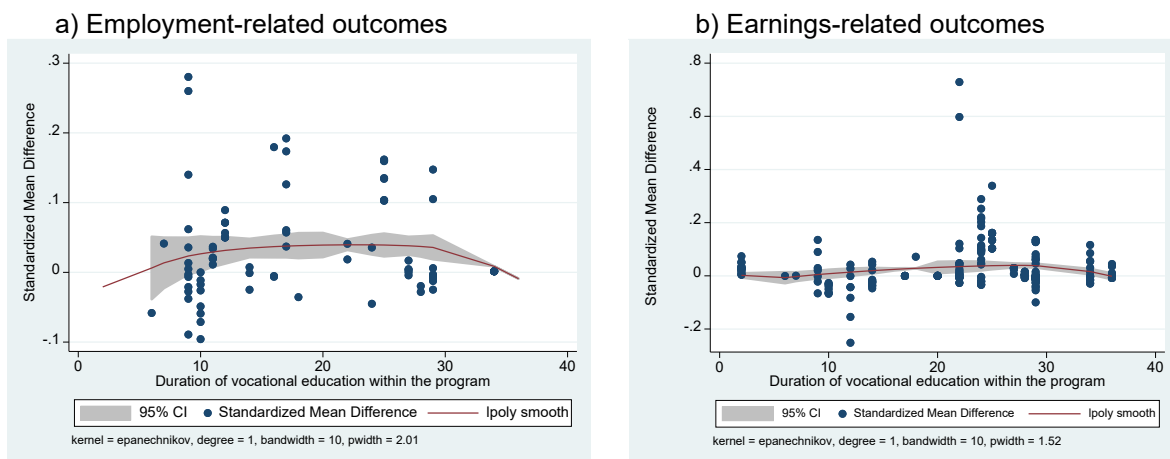 a) Employment-related outcomes
Standardized Mean Difference
.3
.2
.1
0
-.1
0 10 20 30 40
Duration of vocational education within the program
95% CI Standardized Mean Difference lpoly smooth
kernel = epanechnikov, degree = 1, bandwidth = 10, pwidth = 2.01
b) Earnings-related outcomes
Standardized Mean Difference
.8
.6
.4
.2
0
-.2
0 10 20 30 40
Duration of vocational education within the program
95% CI Standardized Mean Difference lpoly smooth
kernel = epanechnikov, degree = 1, bandwidth = 10, pwidth = 1.52